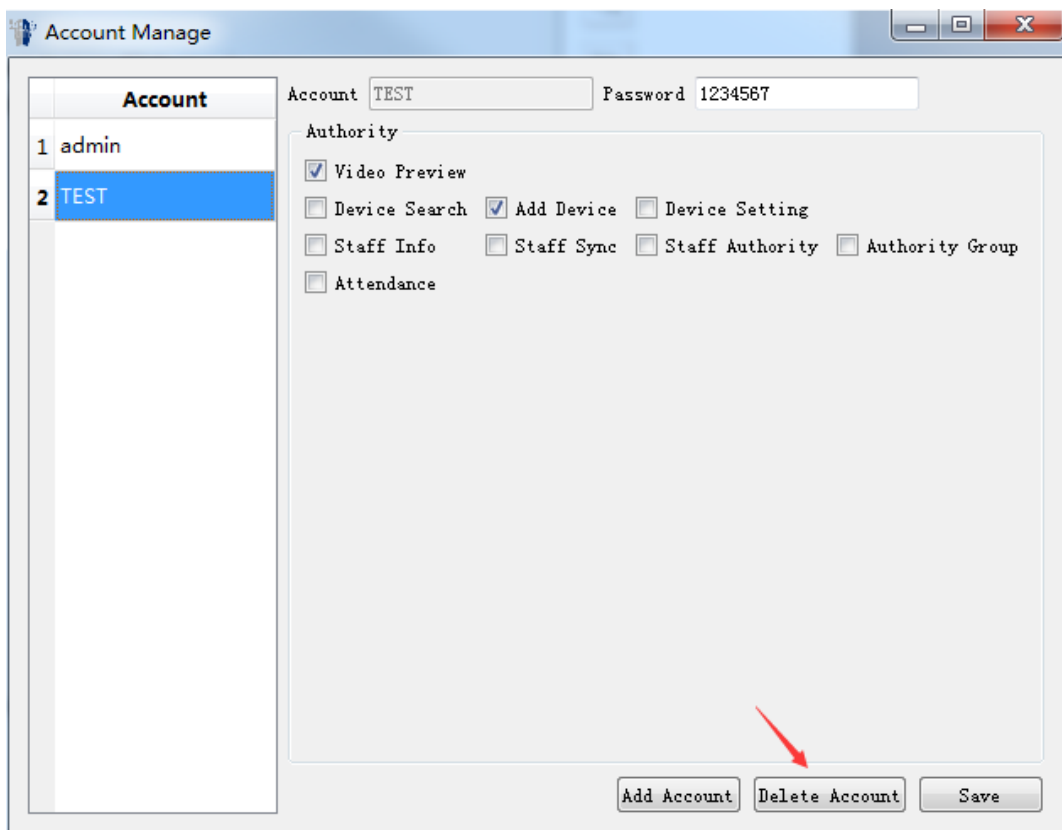 Account Manage
Account
1 admin
2 TEST
Account TEST Password 1234567
Authority
Video Preview
Device Search Add Device Device Setting
Staff Info Staff Sync Staff Authority Authority Group
Attendance
Add Account Delete Account Save